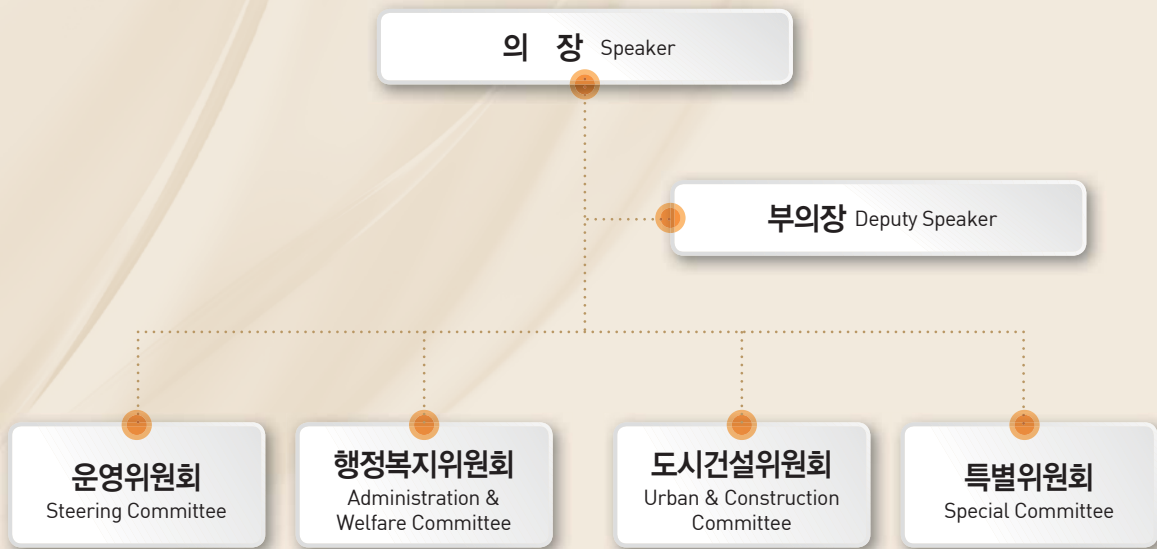 의 장 Speaker
부의장 Deputy Speaker
운영위원회
Steering Committee
행정복지위원회
Administration &
Welfare Committee
도시건설위원회
Urban & Construction
Committee
특별위원회
Special Committee